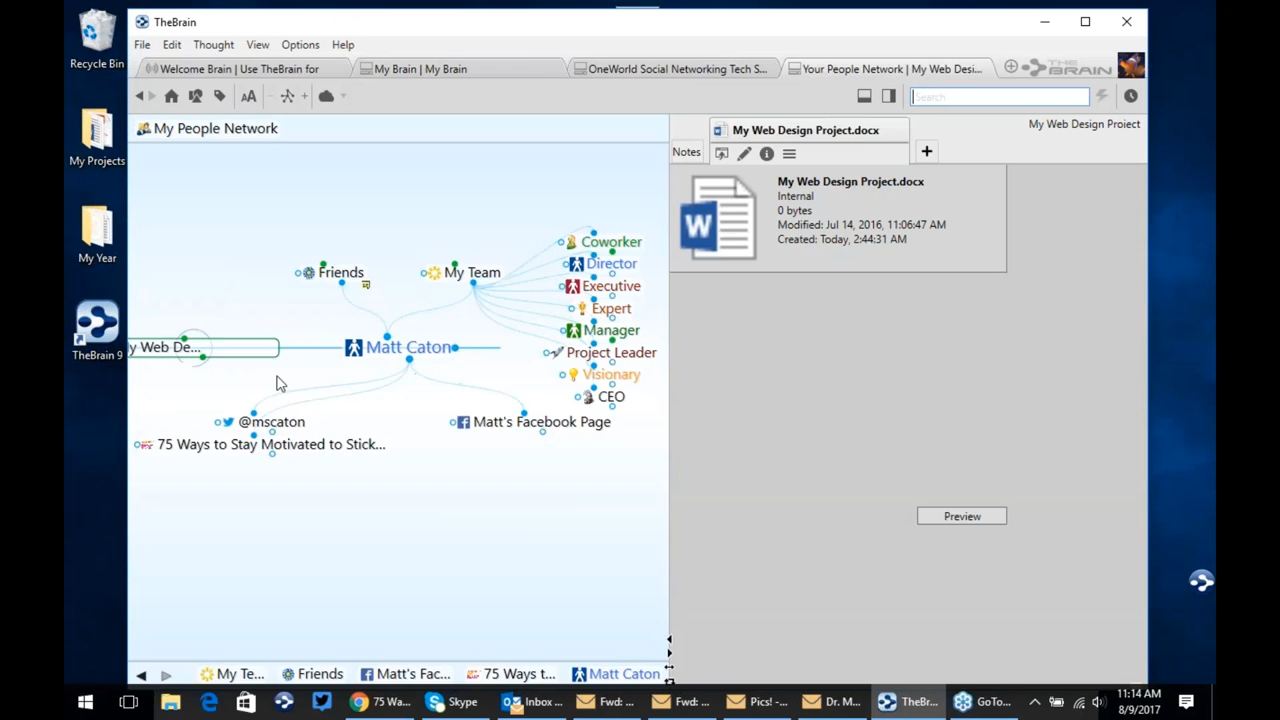 Recycle Bin
My Projects
My Year
TheBrain 9
TheBrain
File Edit Thought View Options Help
Welcome Brain | Use TheBrain for
My Brain | My Brain
OneWorld Social Networking Tech S...
Your People Network | My Web Desi...
THE BRAIN
AA
Search
My People Network
My Web Design Project.docx
My Web Design Project
Notes
My Web Design Project.docx
Internal
0 bytes
Modified: Jul 14, 2016, 11:06:47 AM
Created: Today, 2:44:31 AM
Preview
Friends
My Team
Coworker
Director
Executive
Expert
Manager
Project Leader
Visionary
CEO
y Web De...
Matt Caton
@mscaton
Matt's Facebook Page
75 Ways to Stay Motivated to Stick...
My Te... Friends Matt's Fac... 75 Ways t... Matt Caton
75 Wa... Skype Inbox ... Fwd: ... Fwd: ... Pics! -... Dr. M... TheBr... GoTo...
11:14 AM
8/9/2017